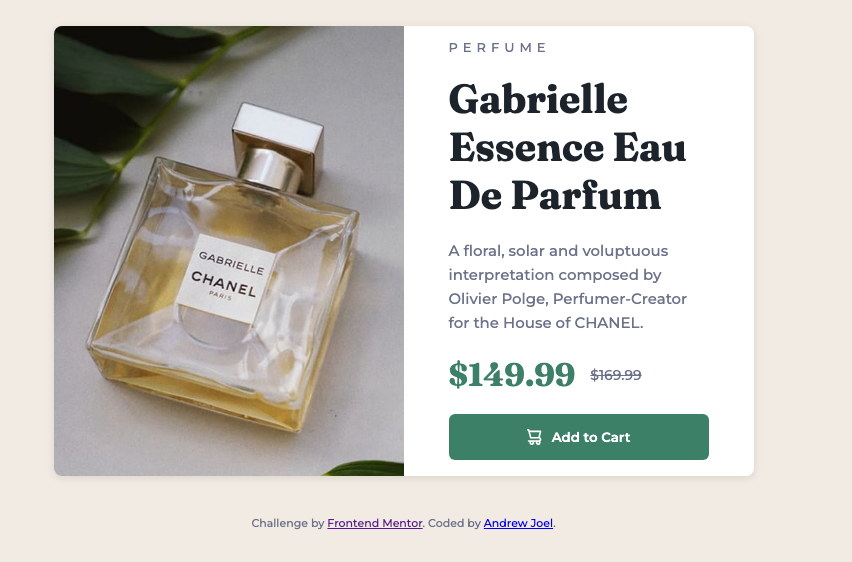 PERFUME
Gabrielle
Essence Eau
De Parfum
A floral, solar and voluptuous
interpretation composed by
Olivier Polge, Perfumer-Creator
for the House of CHANEL.
$149.99 $169.99
Add to Cart
GABRIELLE
CHANEL
PARIS
Challenge by Frontend Mentor. Coded by Andrew Joel.